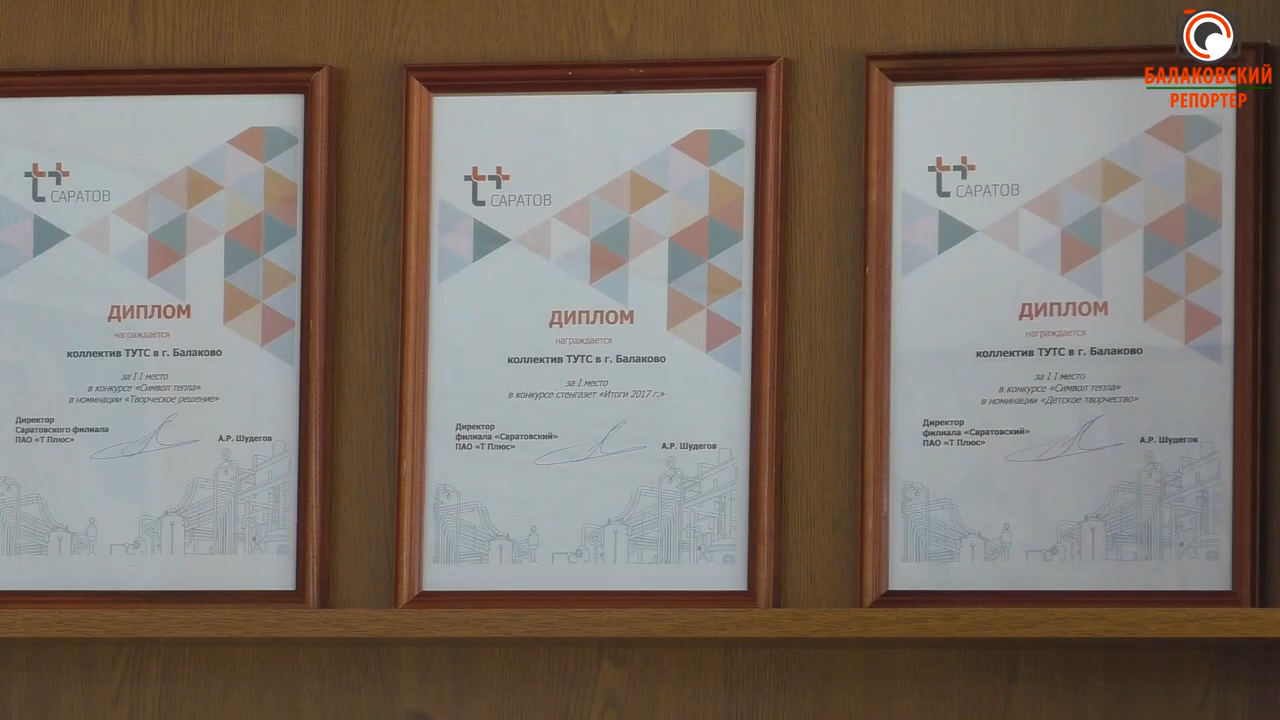 БАЛАКОВСКИЙ
РЕПОРТЕР
САРАТОВ
ДИПЛОМ
награждается
коллектив ТУТС в г. Балаково
за I I место
в конкурсе «Символ тепла»
в номинации «Творческое решение»
Директор
Саратовского филиала
ПАО «Т Плюс»
А.Р. Шудегов
САРАТОВ
ДИПЛОМ
награждается
коллектив ТУТС в г. Балаково
за I место
в конкурсе стенгазет «Итоги 2017 г.»
Директор
филиала «Саратовский»
ПАО «Т Плюс»
А.Р. Шудегов
САРАТОВ
ДИПЛОМ
награждается
коллектив ТУТС в г. Балаково
за I I место
в конкурсе «Символ тепла»
в номинации «Детское творчество»
Директор
филиала «Саратовский»
ПАО «Т Плюс»
А.Р. Шудегов